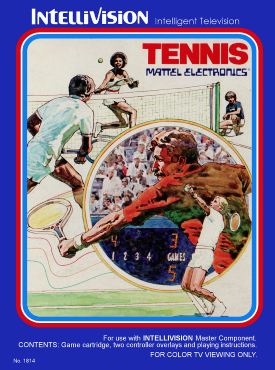 INTELLIVISION Intelligent Television
TENNIS
MATTEL ELECTRONICS
4 3
1 2 3 4 GAMES
5
For use with INTELLIVISION Master Component.
CONTENTS: Game cartridge, two controller overlays and playing instructions.
FOR COLOR TV VIEWING ONLY.
No. 1814